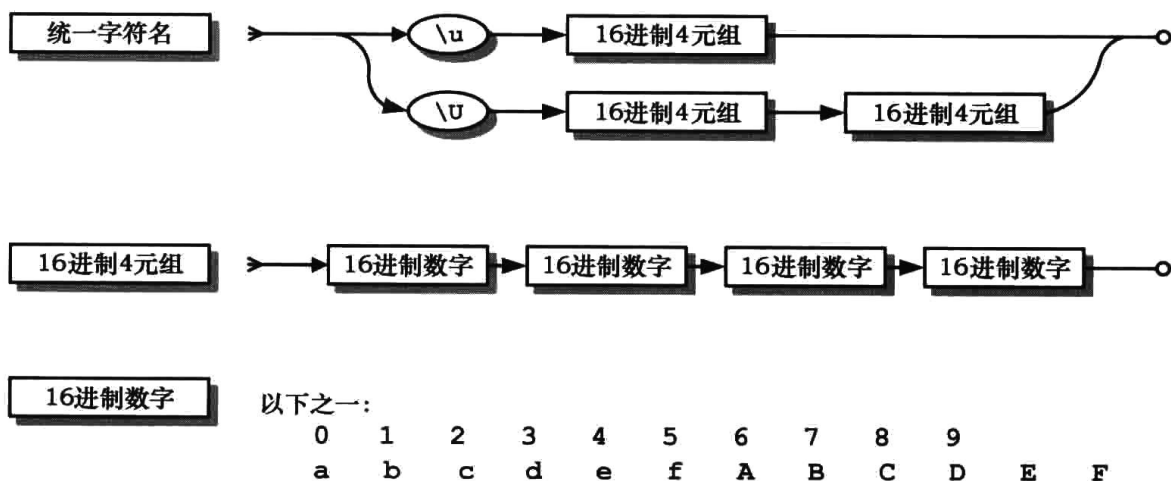 统一字符名 \u 16进制4元组
\U 16进制4元组 16进制4元组
16进制4元组 16进制数字 16进制数字 16进制数字 16进制数字
16进制数字
以下之一:
0 1 2 3 4 5 6 7 8 9
a b c d e f A B C D E F